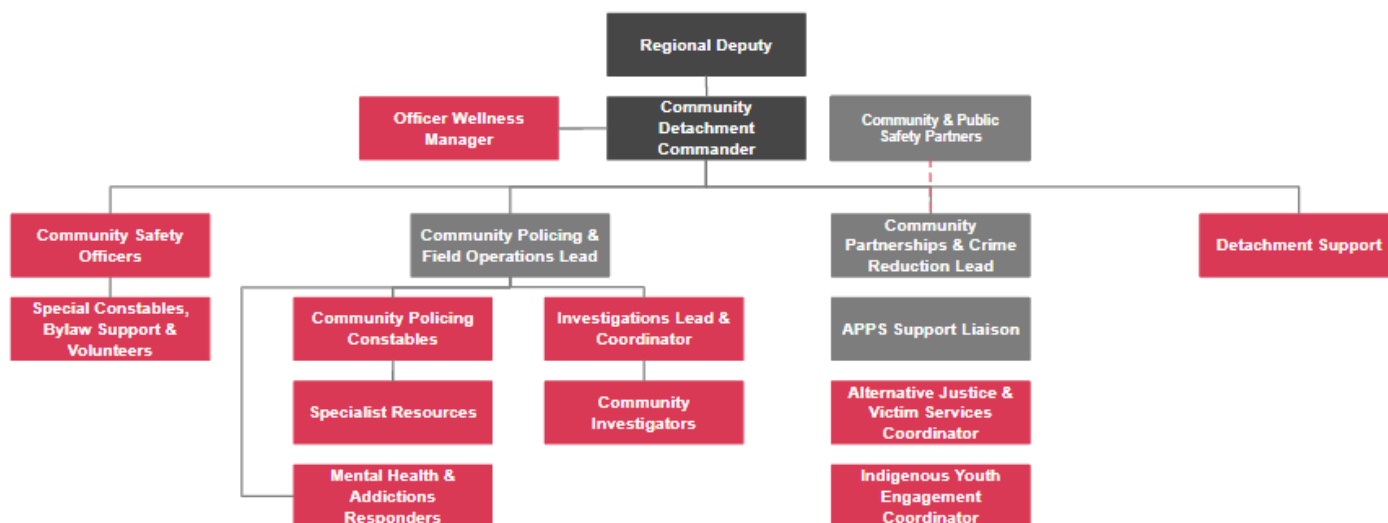 Regional Deputy
Officer Wellness
Manager
Community
Detachment
Commander
Community & Public
Safety Partners
Community Safety
Officers
Community Policing &
Field Operations Lead
Community
Partnerships & Crime
Reduction Lead
Detachment Support
Special Constables,
Bylaw Support &
Volunteers
Community Policing
Constables
Investigations Lead &
Coordinator
APPS Support Liaison
Specialist Resources
Community
Investigators
Alternative Justice &
Victim Services
Coordinator
Mental Health &
Addictions
Responders
Indigenous Youth
Engagement
Coordinator